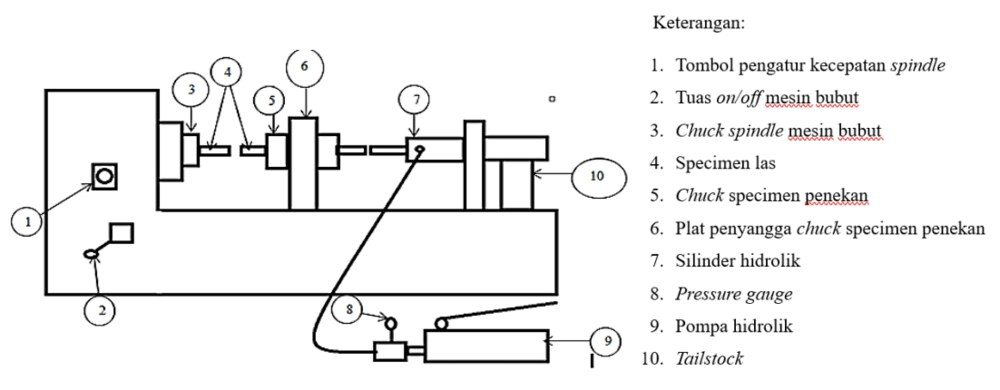 Keterangan:
1. Tombol pengatur kecepatan spindle
2. Tuas on/off mesin bubut
3. Chuck spindle mesin bubut
4. Specimen las
5. Chuck specimen penekan
6. Plat penyangga chuck specimen penekan
7. Silinder hidrolik
8. Pressure gauge
9. Pompa hidrolik
10. Tailstock
6
4
3
5
7
10
1
2
8
9